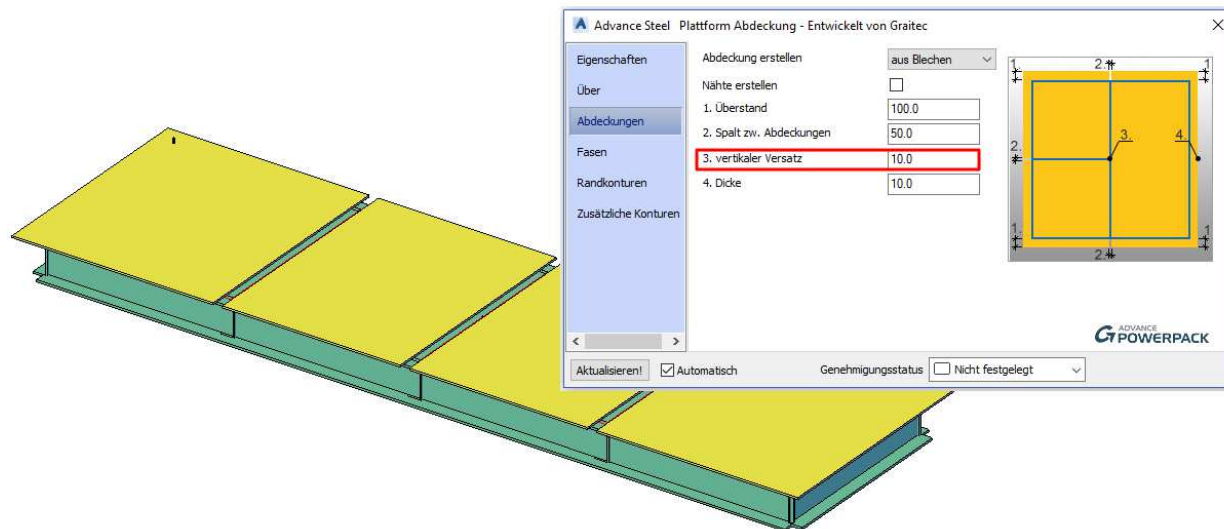 Advance Steel Plattform Abdeckung - Entwickelt von Graitec
Eigenschaften
Über
Abdeckungen
Fasen
Randkonturen
Zusätzliche Konturen
Abdeckung erstellen aus Blechen
Nähte erstellen
1. Überstand 100.0
2. Spalt zw. Abdeckungen 50.0
3. vertikaler Versatz 10.0
4. Dicke 10.0
1. 2. 1
3. 4.
2.
1. 1
2.
ADVANCE
GPOWERPACK
Aktualisieren! Automatisch Genehmigungsstatus Nicht festgelegt